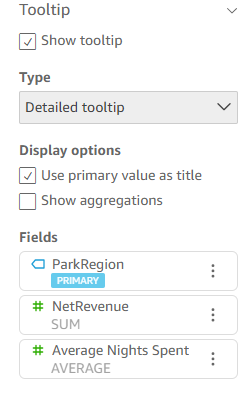 Tooltip
Show tooltip
Type
Detailed tooltip
Display options
Use primary value as title
Show aggregations
Fields
ParkRegion
PRIMARY
NetRevenue
SUM
Average Nights Spent
AVERAGE